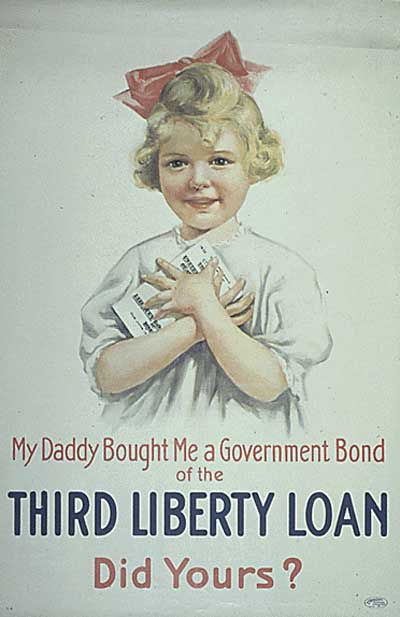 My Daddy Bought Me a Government Bond
of the
THIRD LIBERTY LOAN
Did Yours?